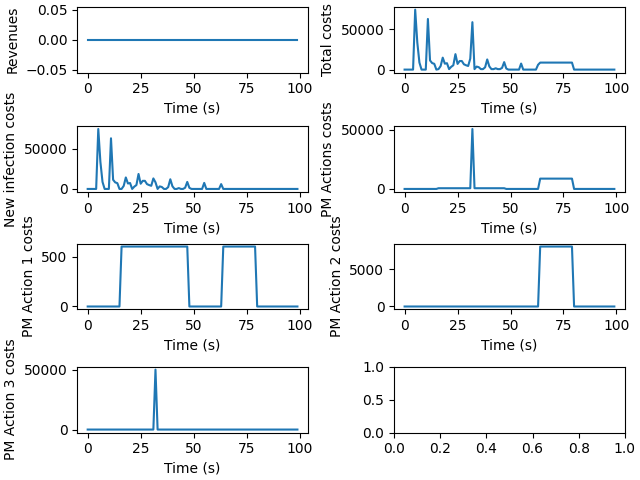 Revenues
0.05
0.00
−0.05
0 25 50 75 100
Time (s)
Total costs
50000
0
0 25 50 75 100
Time (s)
New infection costs
50000
0
0 25 50 75 100
Time (s)
PM Actions costs
50000
0
0 25 50 75 100
Time (s)
PM Action 1 costs
500
0
0 25 50 75 100
Time (s)
PM Action 2 costs
5000
0
0 25 50 75 100
Time (s)
PM Action 3 costs
50000
0
0 25 50 75 100
Time (s)
1.0
0.5
0.0
0.0 0.2 0.4 0.6 0.8 1.0